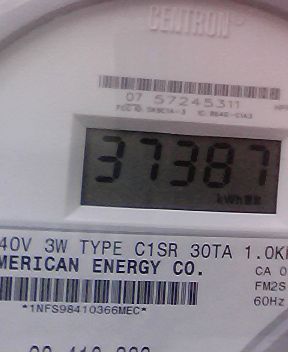 CENTRON
07 57245311
37387
kWh
40V 3W TYPE C1SR 30TA 1.0K
MERICAN ENERGY CO.
CA 0
FM2S
60Hz
*1NFS98410366MEC*